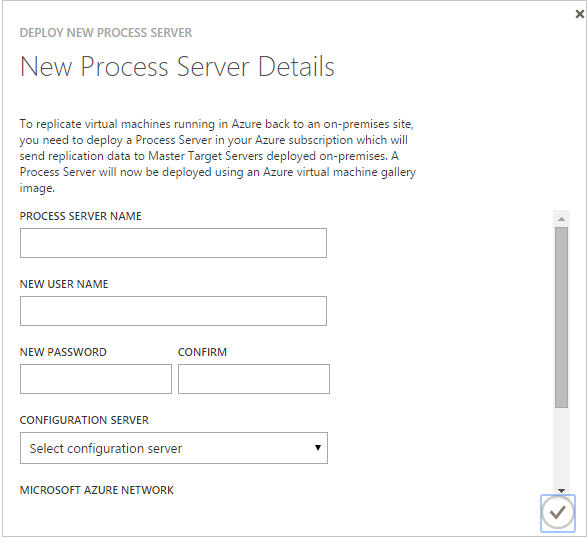 DEPLOY NEW PROCESS SERVER
New Process Server Details
To replicate virtual machines running in Azure back to an on-premises site,
you need to deploy a Process Server in your Azure subscription which will
send replication data to Master Target Servers deployed on-premises. A
Process Server will now be deployed using an Azure virtual machine gallery
image.
PROCESS SERVER NAME
NEW USER NAME
NEW PASSWORD CONFIRM
CONFIGURATION SERVER
Select configuration server
MICROSOFT AZURE NETWORK